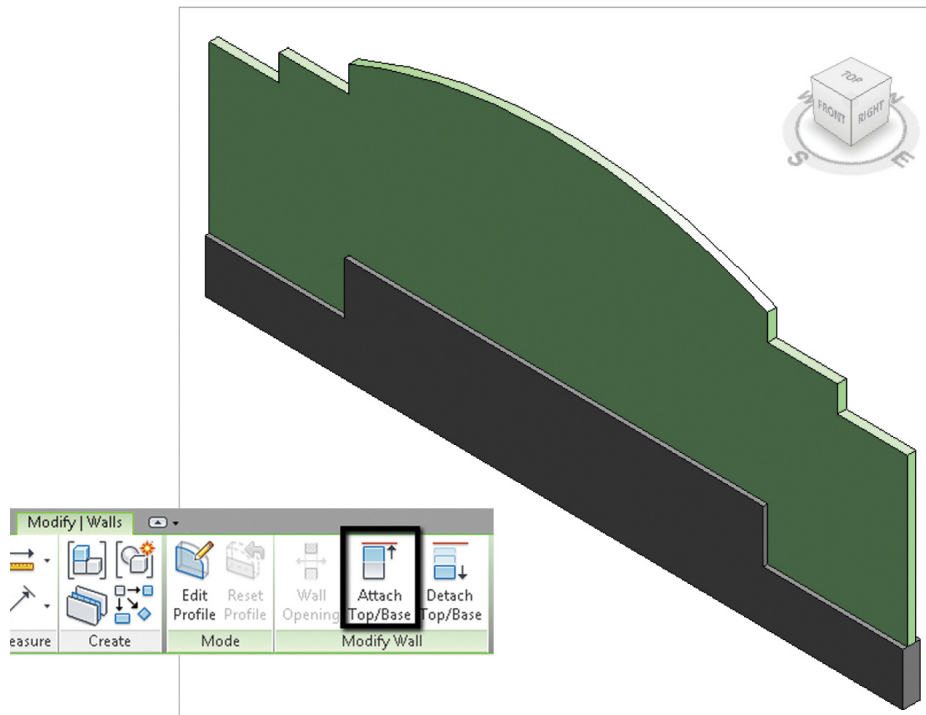 TOP
FRONT
RIGHT
W
N
S
E
Modify | Walls
Edit Profile
Reset Profile
Wall Opening
Attach Top/Base
Detach Top/Base
easure
Create
Mode
Modify Wall